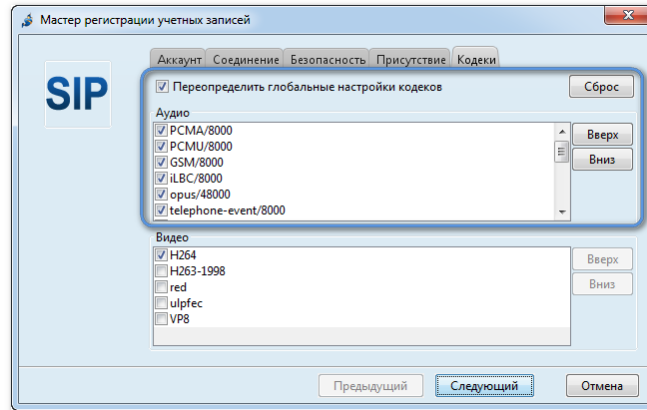 Мастер регистрации учетных записей
SIP
Аккаунт Соединение Безопасность Присутствие Кодеки
Переопределить глобальные настройки кодеков
Сброс
Аудио
PCMA/8000
PCMU/8000
GSM/8000
iLBC/8000
opus/48000
telephone-event/8000
Вверх
Вниз
Видео
H264
H263-1998
red
ulpfec
VP8
Вверх
Вниз
Предыдущий Следующий Отмена